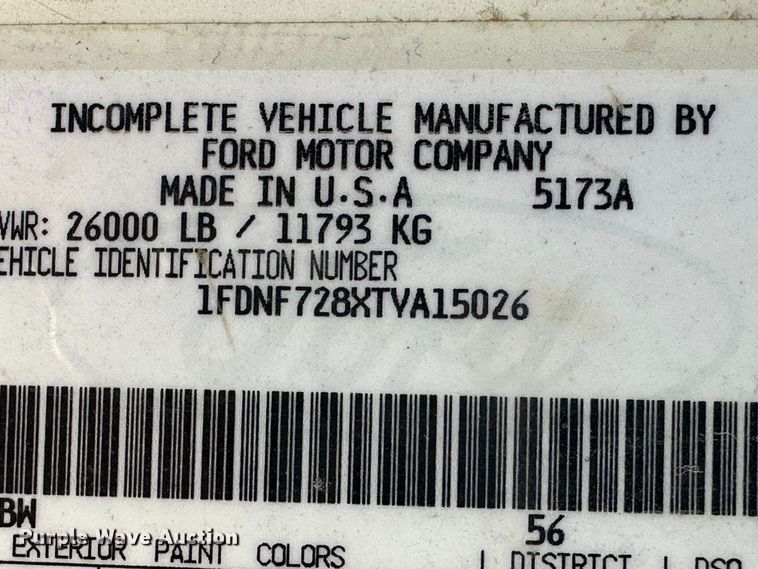 INCOMPLETE VEHICLE MANUFACTURED BY
FORD MOTOR COMPANY
MADE IN U.S.A 5173A
VWR: 26000 LB / 11793 KG
EHICLE IDENTIFICATION NUMBER
1FDNF728XTVA15026
BW 56
EXTERIOR PAINT COLORS DISTRICT DSO
Purple Wave Auction